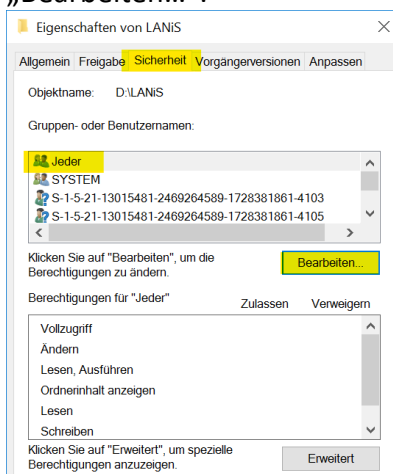 „Bearbeiten...“.
Eigenschaften von LANiS
Allgemein Freigabe Sicherheit Vorgängerversionen Anpassen
Objektname: D:\LANiS
Gruppen- oder Benutzernamen:
Jeder
SYSTEM
S-1-5-21-13015481-2469264589-1728381861-4103
S-1-5-21-13015481-2469264589-1728381861-4105
Klicken Sie auf "Bearbeiten", um die
Berechtigungen zu ändern.
Bearbeiten...
Berechtigungen für "Jeder" Zulassen Verweigern
Vollzugriff
Ändern
Lesen, Ausführen
Ordnerinhalt anzeigen
Lesen
Schreiben
Klicken Sie auf "Erweitert", um spezielle
Berechtigungen anzuzeigen.
Erweitert